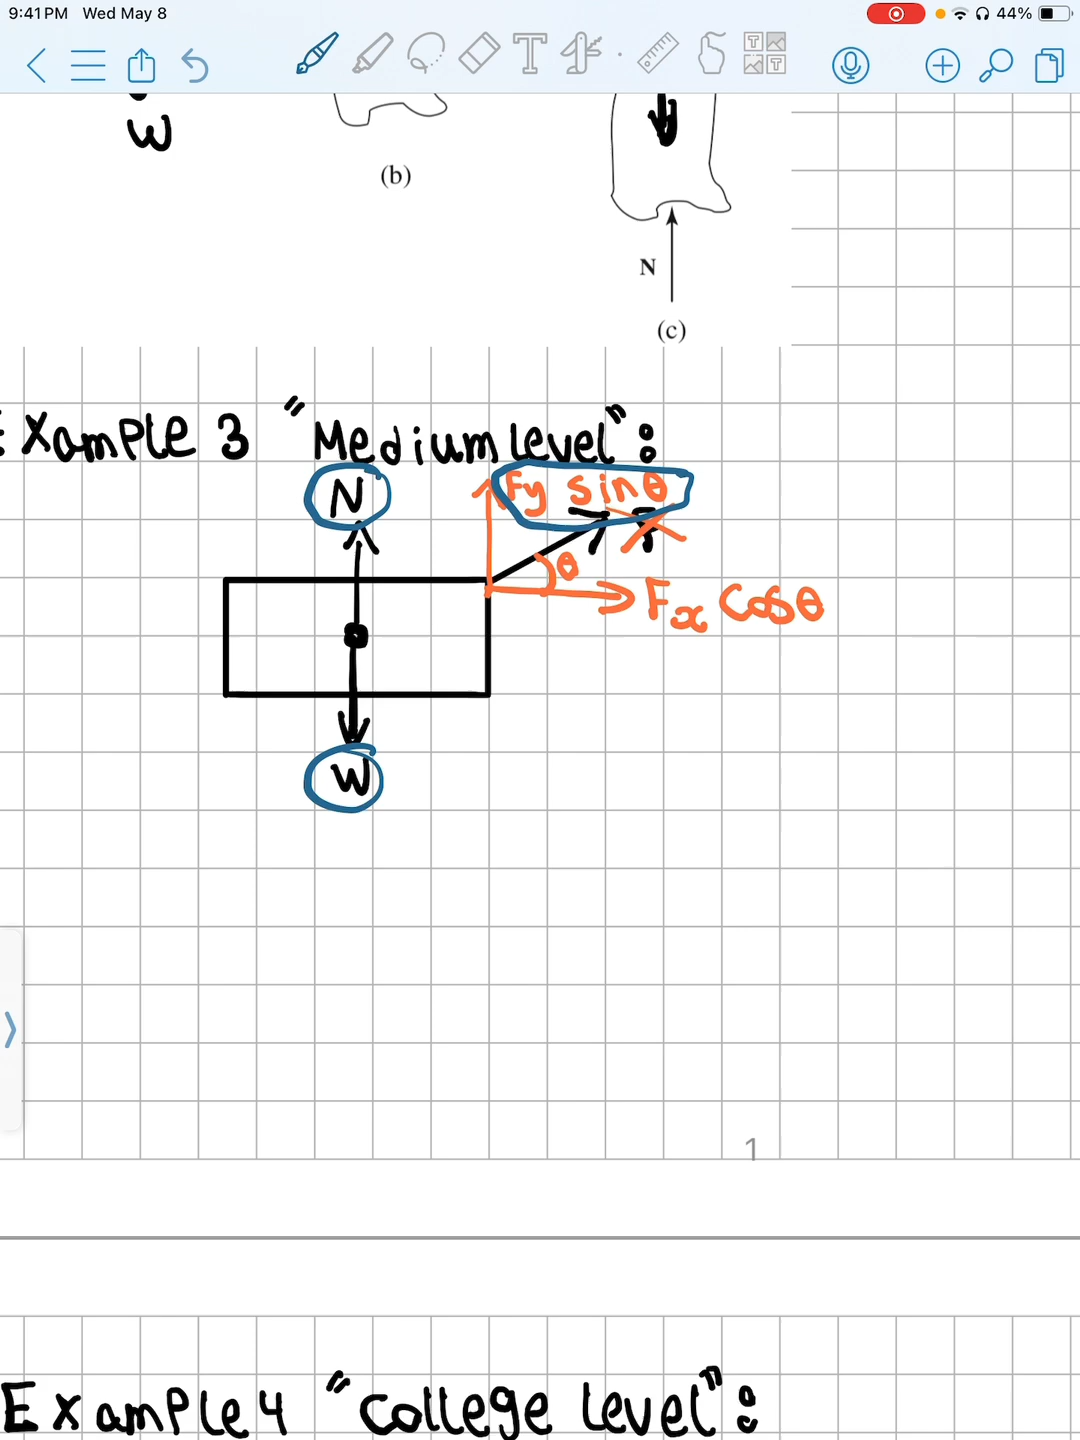 9:41 PM Wed May 8
44%
W
(b)
N
(c)
Example 3 "Medium level":
N
Fy sinθ
F
θ
Fx Cosθ
W
1
Example 4 "College level":